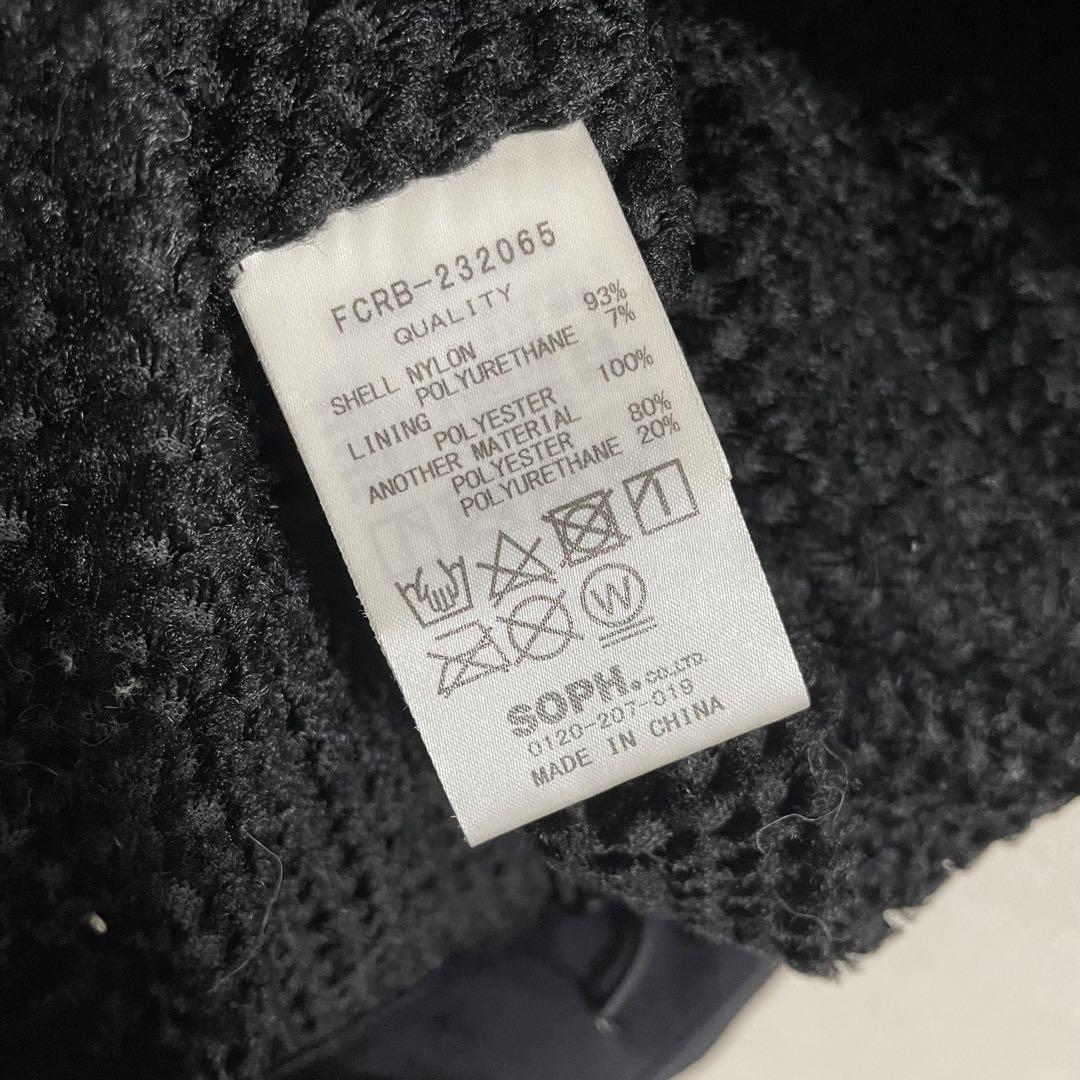 FCRB-232065
QUALITY
SHELL NYLON 93%
POLYURETHANE 7%
LINING
POLYESTER 100%
ANOTHER MATERIAL
POLYESTER 80%
POLYURETHANE 20%
W
SOPH.CO.LTD.
0120-207-019
MADE IN CHINA